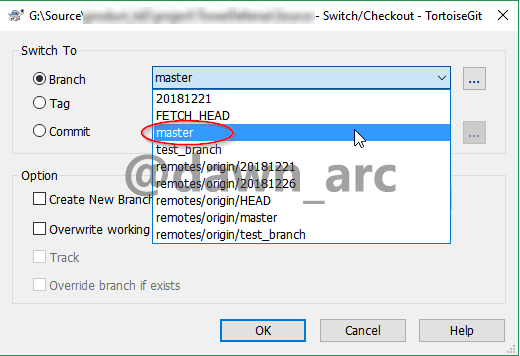 G:\Source\ - Switch/Checkout - TortoiseGit
Switch To
Branch
master
...
20181221
Tag
FETCH_HEAD
master
Commit
...
test_branch
remotes/origin/20181221
Option
remotes/origin/20181226
@dawn_arc
Create New Branch
remotes/origin/HEAD
remotes/origin/master
Overwrite working
remotes/origin/test_branch
Track
Override branch if exists
OK
Cancel
Help